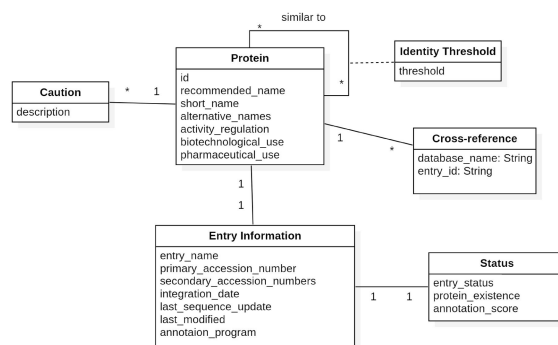 similar to
*
*
Protein
id
recommended_name
short_name
alternative_names
activity_regulation
biotechnological_use
pharmaceutical_use
Identity Threshold
threshold
Caution
description
*
1
1
*
Cross-reference
database_name: String
entry_id: String
1
1
Entry Information
entry_name
primary_accession_number
secondary_accession_numbers
integration_date
last_sequence_update
last_modified
annotaion_program
1
1
Status
entry_status
protein_existence
annotation_score